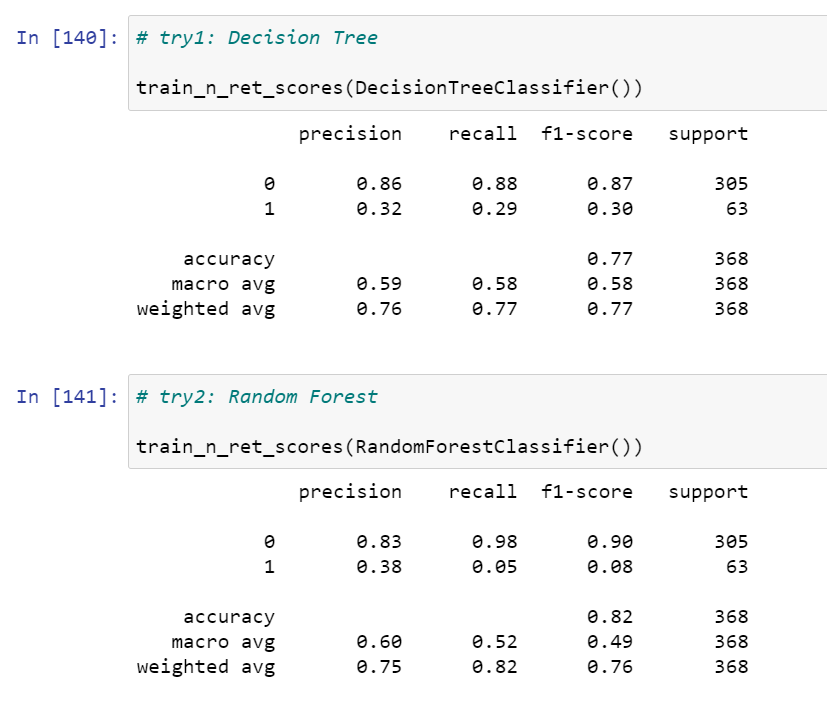 In [140]: # try1: Decision Tree
train_n_ret_scores(DecisionTreeClassifier())
precision recall f1-score support
0 0.86 0.88 0.87 305
1 0.32 0.29 0.30 63
accuracy 0.77 368
macro avg 0.59 0.58 0.58 368
weighted avg 0.76 0.77 0.77 368
In [141]: # try2: Random Forest
train_n_ret_scores(RandomForestClassifier())
precision recall f1-score support
0 0.83 0.98 0.90 305
1 0.38 0.05 0.08 63
accuracy 0.82 368
macro avg 0.60 0.52 0.49 368
weighted avg 0.75 0.82 0.76 368